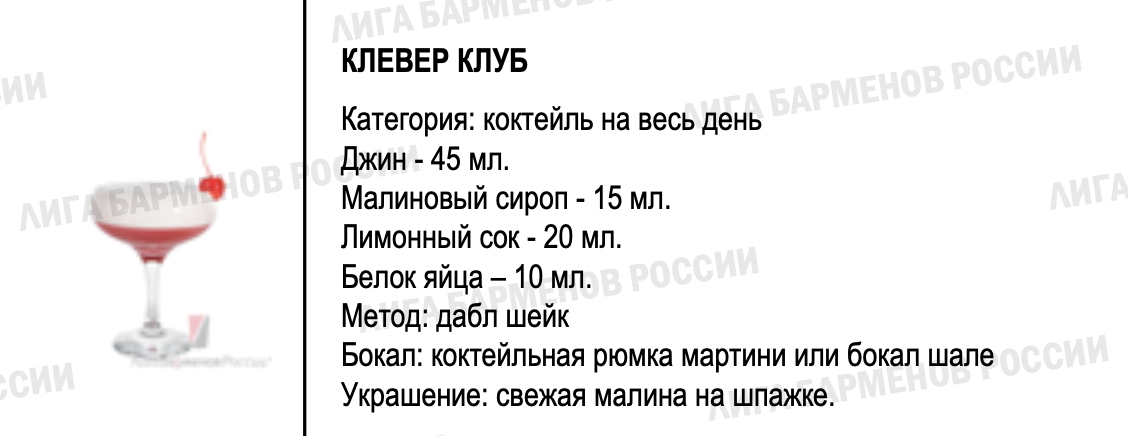 ЛИГА БАРМЕНОВ РОССИИ
КЛЕВЕР КЛУБ
ИИ
ЛИГА БАРМЕНОВ РОССИИ
Категория: коктейль на весь день
Джин - 45 мл.
ЛИГА БАРМЕНОВ РОССИИ
ЛИГА
Малиновый сироп - 15 мл.
Лимонный сок - 20 мл.
Белок яйца – 10 мл.
ЛИГА БАРМЕНОВ РОССИИ
Метод: дабл шейк
Бокал: коктейльная рюмка мартини или бокал шале
ССИИ
ЛИГА БАРМЕНОВ РОССИИ
Украшение: свежая малина на шпажке.